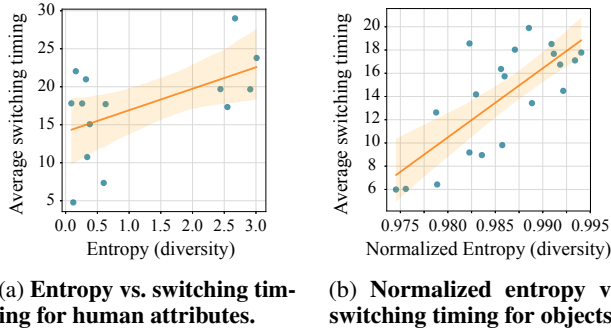 30
25
20
15
10
5
Average switching timing
0.0 0.5 1.0 1.5 2.0 2.5 3.0
Entropy (diversity)
(a) Entropy vs. switching tim-
ing for human attributes.
20
18
16
14
12
10
8
6
Average switching timing
0.975 0.980 0.985 0.990 0.995
Normalized Entropy (diversity)
(b) Normalized entropy v
switching timing for objects